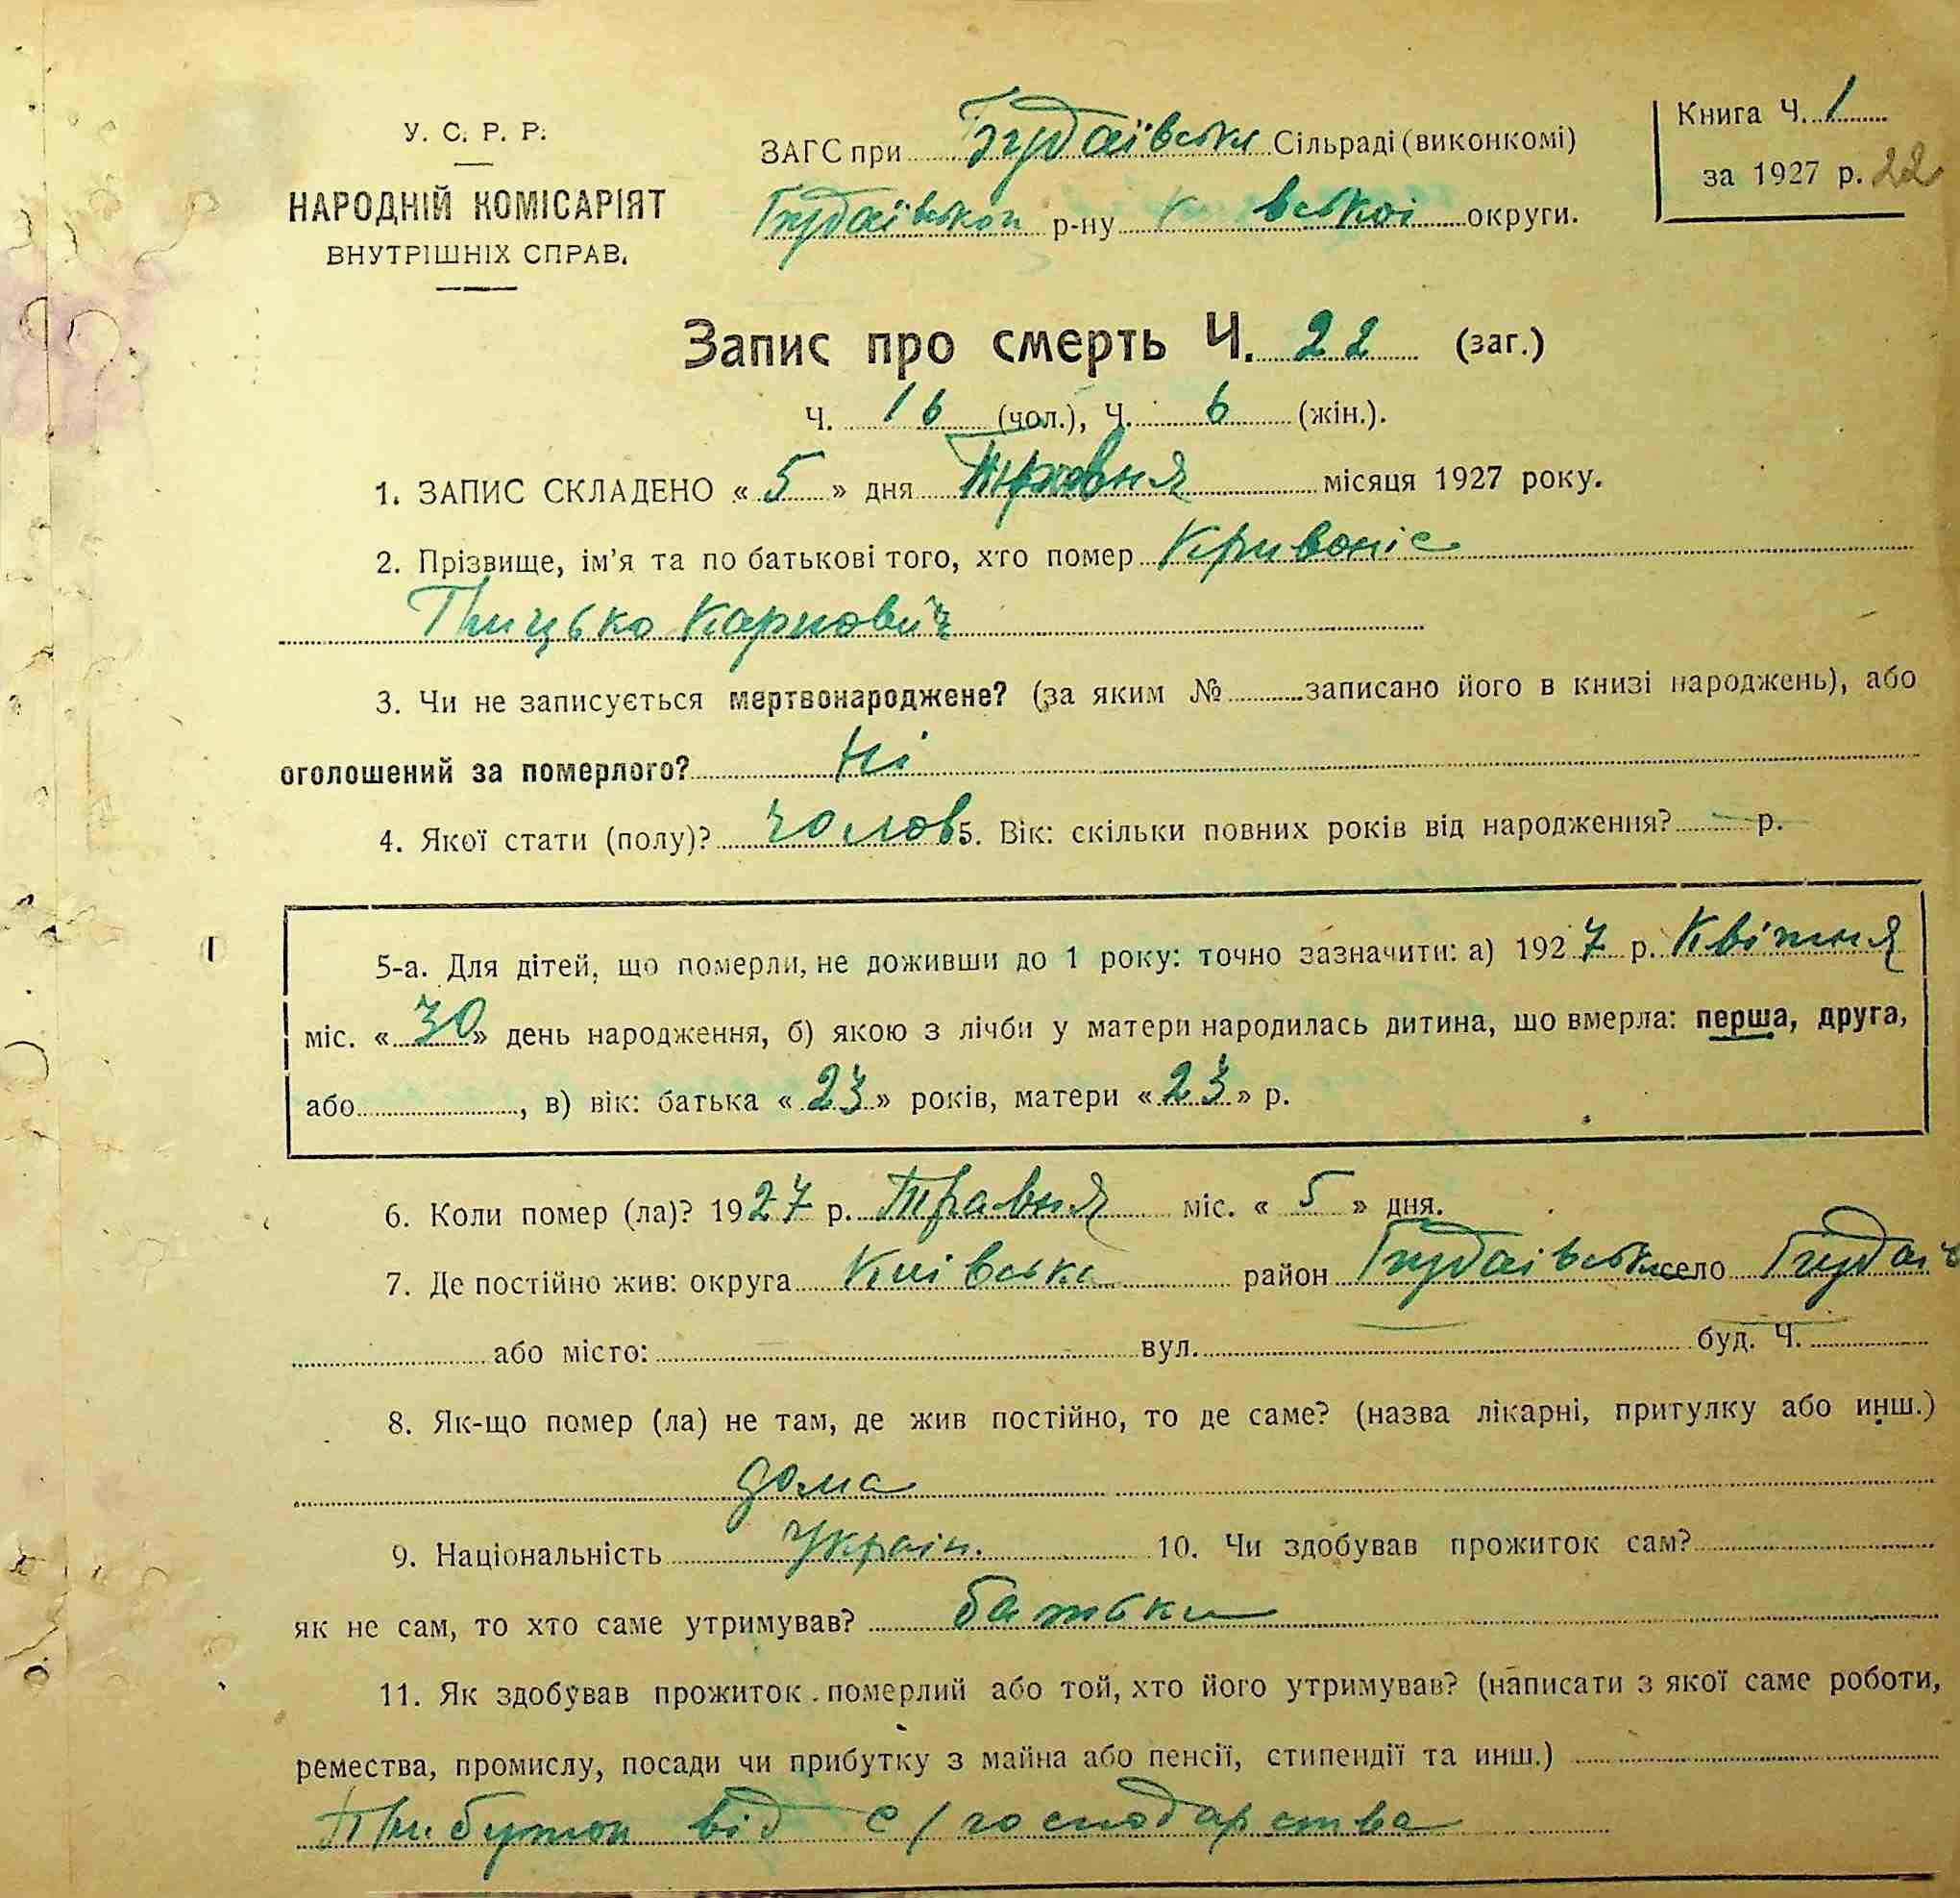 У. С. Р. Р.
НАРОДНІЙ КОМІСАРІЯТ
ВНУТРІШНІХ СПРАВ.
ЗАГС при Будаївськ Сільраді (виконкомі)
Будаївськ р-ну К ївської округи.
Книга Ч. 1
за 1927 р. 22
Запис про смерть Ч. 22 (заг.)
Ч. 16 (чол.), Ч. 6 (жін.).
1. ЗАПИС СКЛАДЕНО « 5 » дня Травня місяця 1927 року.
2. Прізвище, ім'я та по батькові того, хто помер Кривоніс
Грицько Карпович
3. Чи не записується мертвонароджене? (за яким № записано його в книзі народжень), або
оголошений за померлого? Ні
4. Якої стати (полу)? чолов 5. Вік: скільки повних років від народження? — р.
5-а. Для дітей, що померли, не доживши до 1 року: точно зазначити: а) 1927 р. Квітня
міс. « 30 » день народження, б) якою з лічби у матери народилась дитина, що вмерла: перша, друга,
або , в) вік: батька « 23 » років, матери « 23 » р.
6. Коли помер (ла)? 1927 р. Травня міс. « 5 » дня.
7. Де постійно жив: округа Київська район Будаівськ село Будаї
або місто: вул. буд. Ч.
8. Як-що помер (ла) не там, де жив постійно, то де саме? (назва лікарні, притулку або инш.)
дома
9. Національність Україн. 10. Чи здобував прожиток сам?
як не сам, то хто саме утримував? батьки
11. Як здобував прожиток померлий або той, хто його утримував? (написати з якої саме роботи,
ремества, промислу, посади чи прибутку з майна або пенсії, стипендії та инш.)
Прибуток від с/господарства